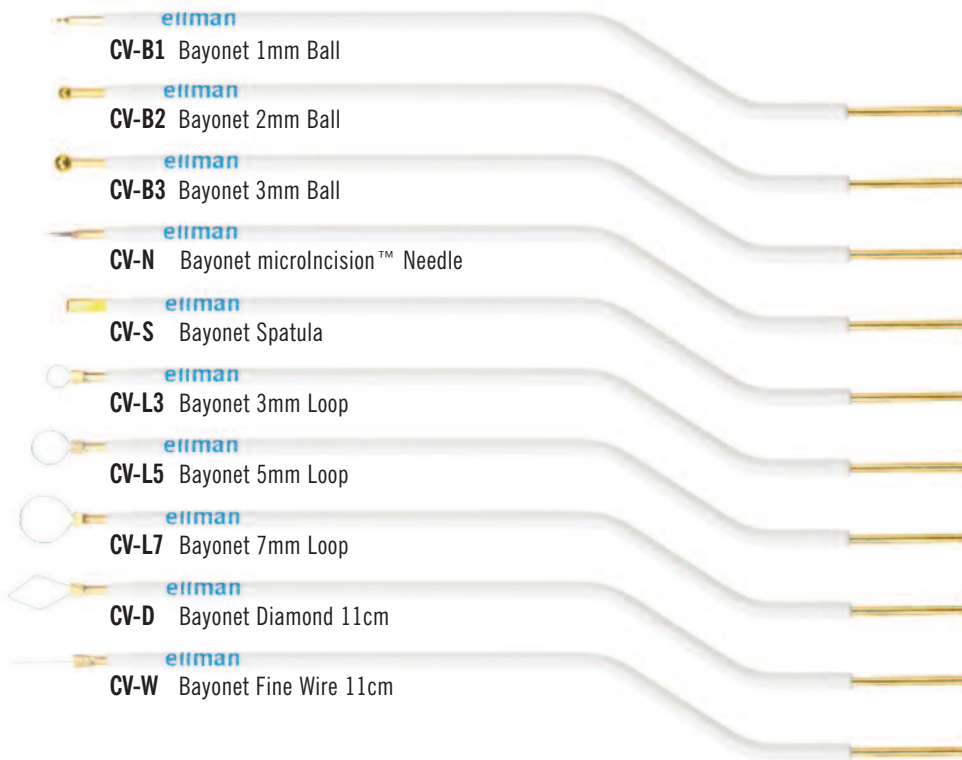 ellman
CV-B1 Bayonet 1mm Ball
ellman
CV-B2 Bayonet 2mm Ball
ellman
CV-B3 Bayonet 3mm Ball
ellman
CV-N Bayonet microIncision™ Needle
ellman
CV-S Bayonet Spatula
ellman
CV-L3 Bayonet 3mm Loop
ellman
CV-L5 Bayonet 5mm Loop
ellman
CV-L7 Bayonet 7mm Loop
ellman
CV-D Bayonet Diamond 11cm
ellman
CV-W Bayonet Fine Wire 11cm